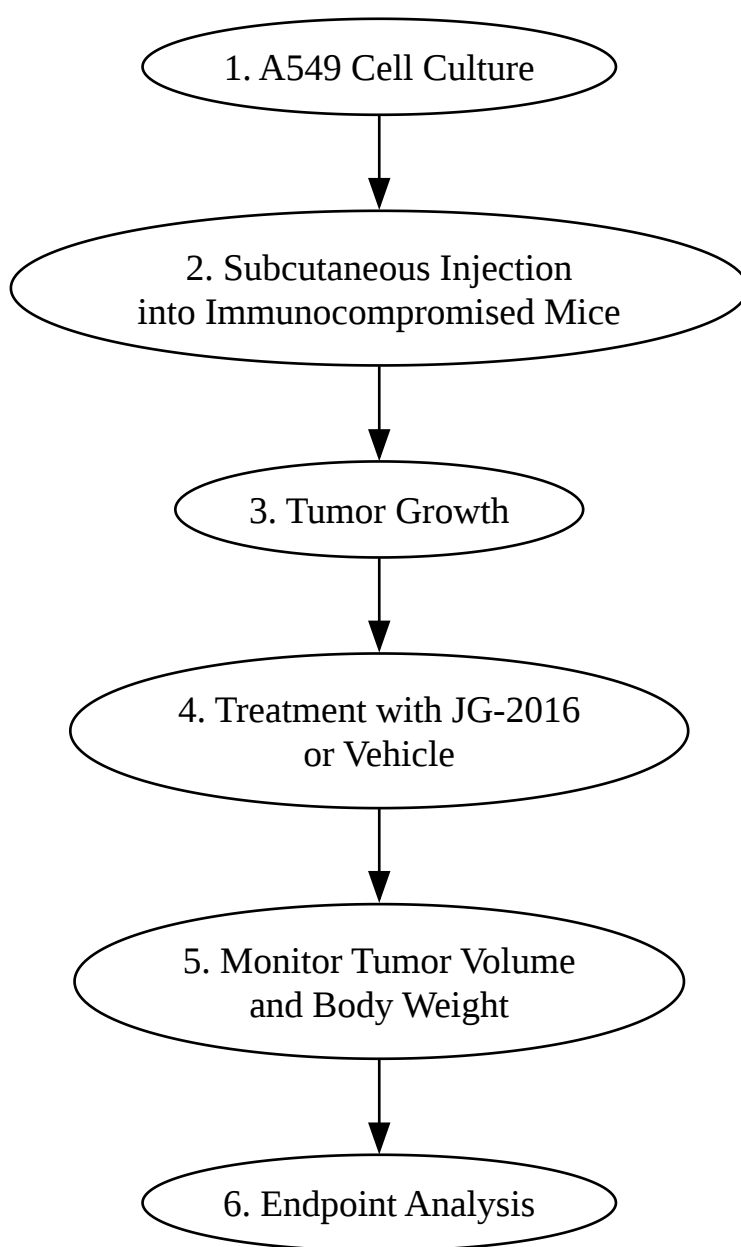 1. A549 Cell Culture
2. Subcutaneous Injection
into Immunocompromised Mice
3. Tumor Growth
4. Treatment with JG-2016
or Vehicle
5. Monitor Tumor Volume
and Body Weight
6. Endpoint Analysis